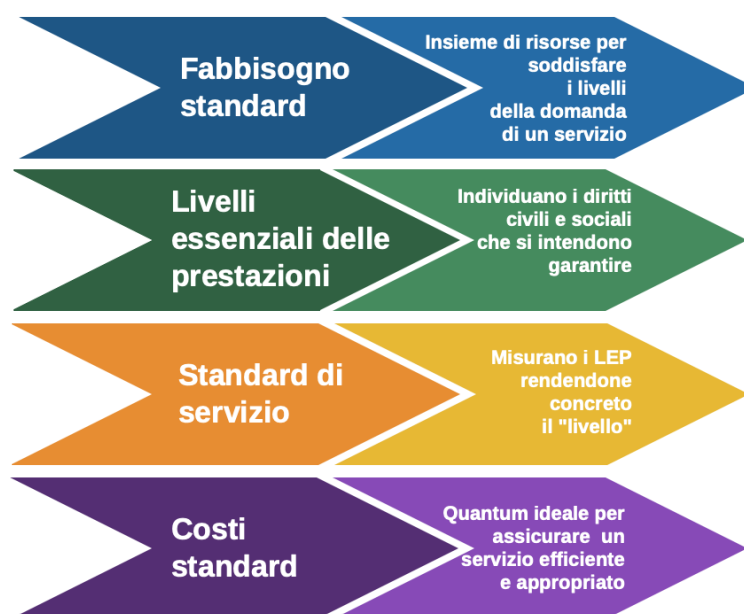 Fabbisogno
standard
Insieme di risorse per
soddisfare
i livelli
della domanda
di un servizio
Livelli
essenziali delle
prestazioni
Individuano i diritti
civili e sociali
che si intendono
garantire
Standard di
servizio
Misurano i LEP
rendendone
concreto
il "livello"
Costi
standard
Quantum ideale per
assicurare un
servizio efficiente
e appropriato